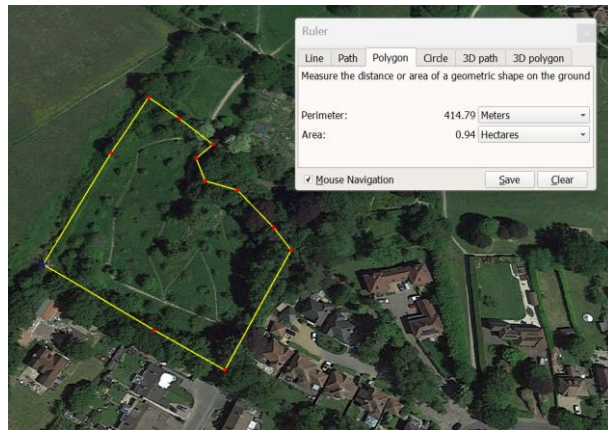 Ruler
Line Path Polygon Circle 3D path 3D polygon
Measure the distance or area of a geometric shape on the ground
Perimeter: 414.79 Meters
Area: 0.94 Hectares
Mouse Navigation Save Clear